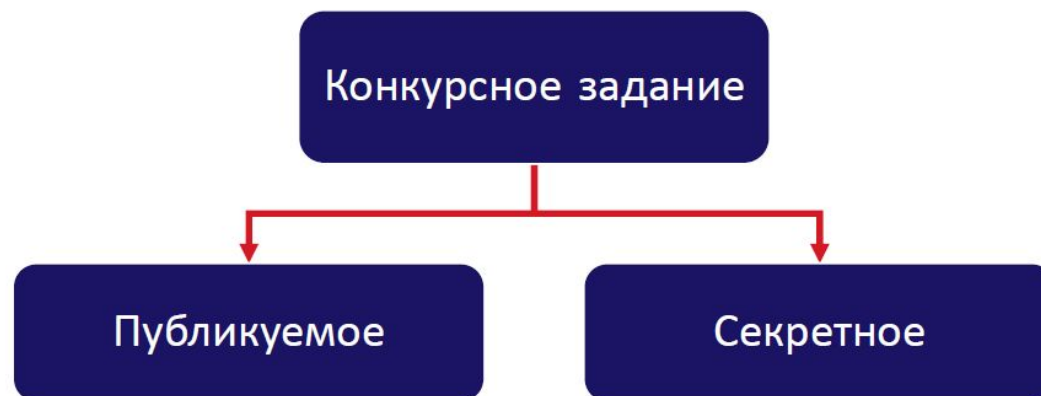 Конкурсное задание
Публикуемое
Секретное